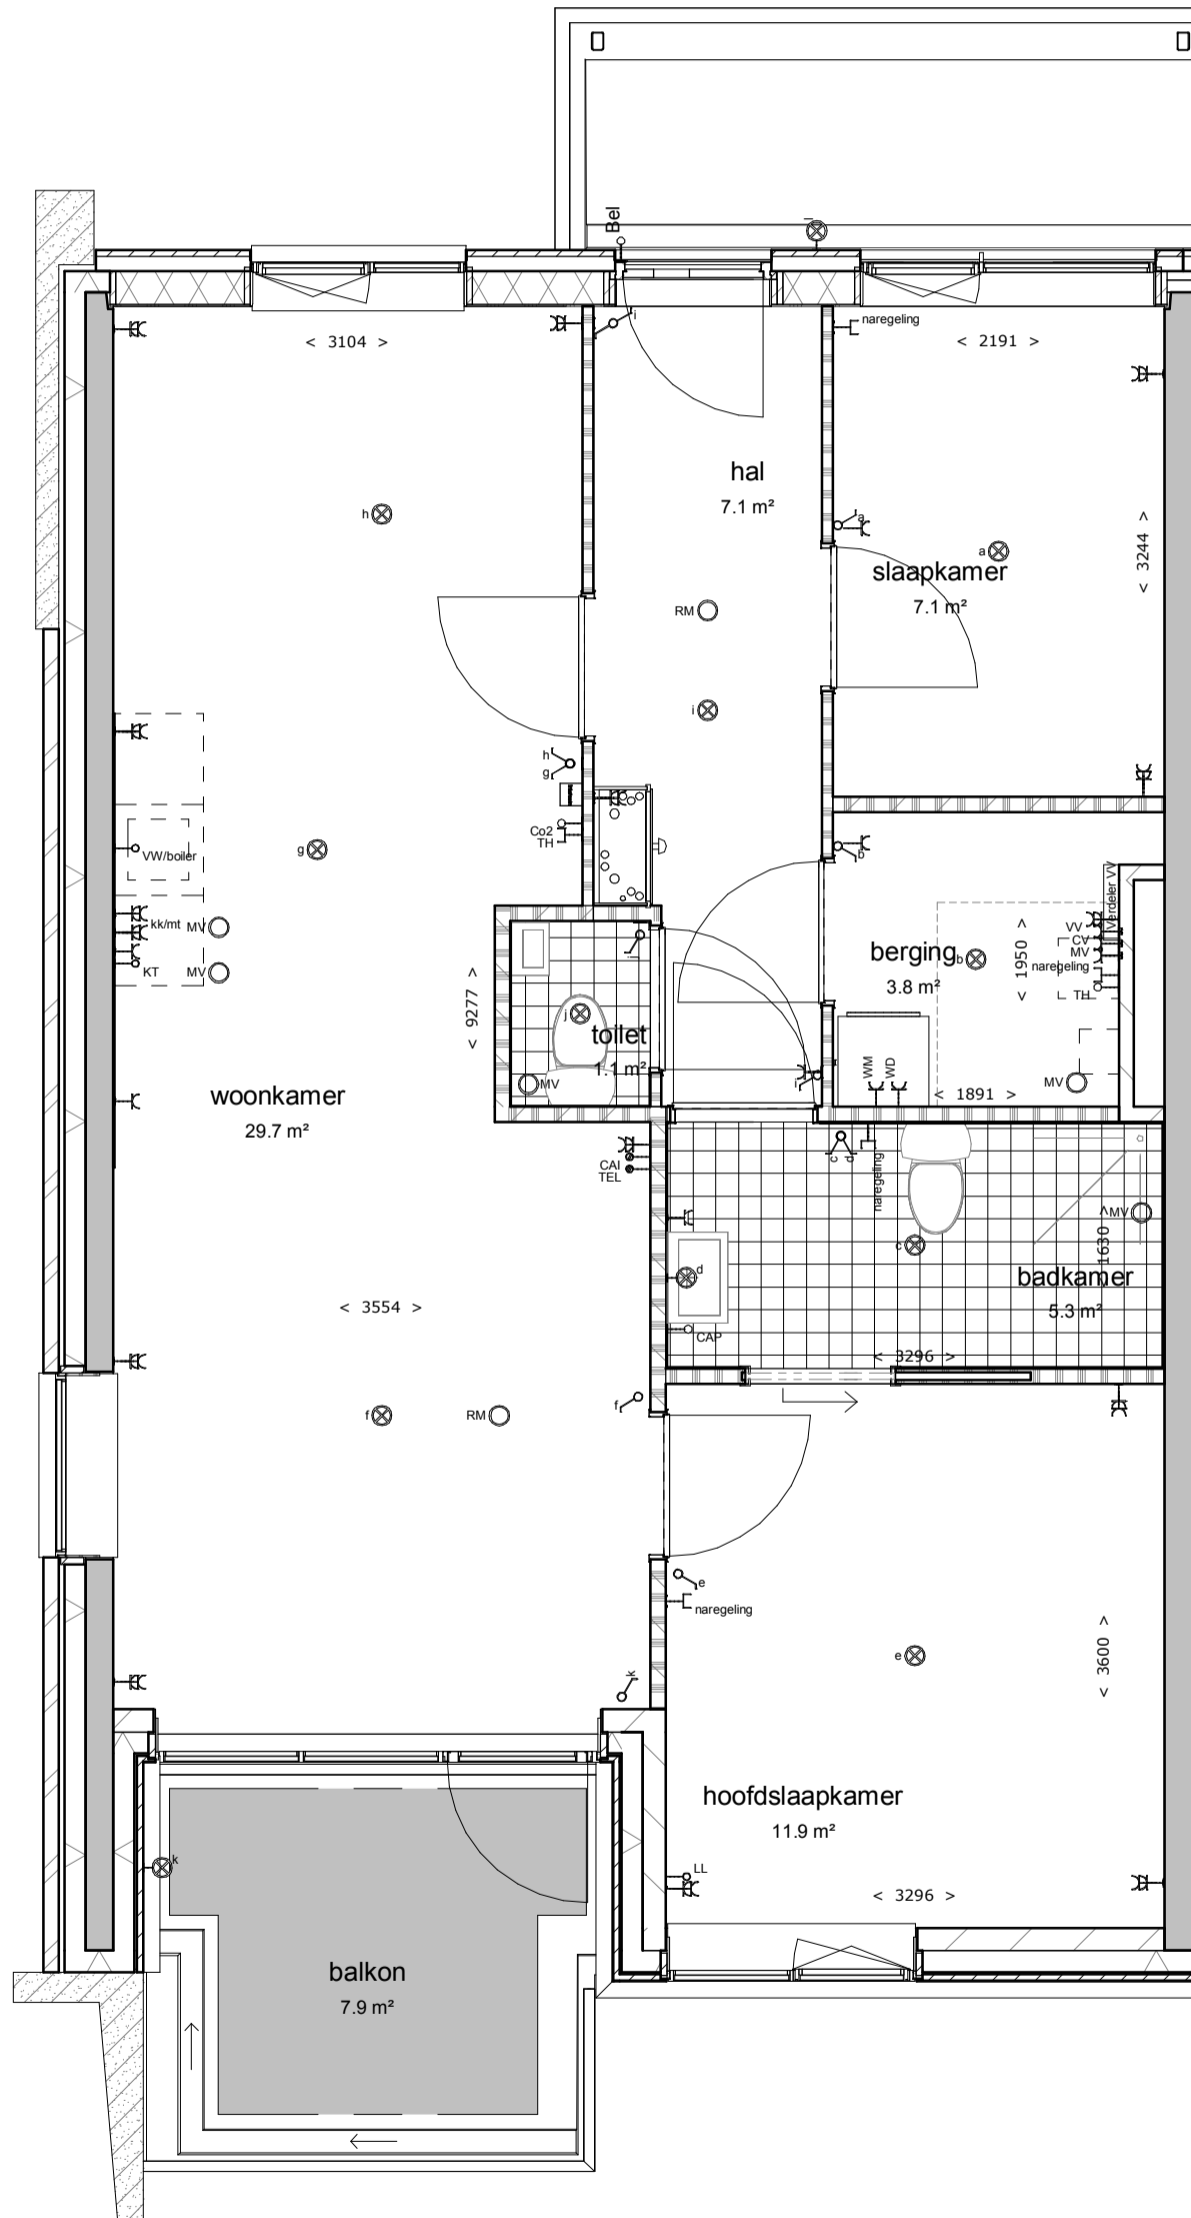 Bel
i
i
naregeling
< 3104 >
< 2191 >
hal
7.1 m²
h
a
a
< 3244 >
slaapkamer
7.1 m²
RM
i
h
g
Co2
TH
g
VW/boiler
b
Verdeler VV
kk/mt
MV
KT
MV
j
< 9277 >
j
toilet
1.1 m²
MV
berging
3.8 m²
b
< 1950 >
VV
CV
MV
naregeling
TH
WM
WD
MV
< 1891 >
i
woonkamer
29.7 m²
CAI
TEL
c
d
naregeling
MV
c
< 1630 >
d
badkamer
5.3 m²
CAP
< 3296 >
< 3554 >
f
f
RM
e
naregeling
e
< 3600 >
k
hoofdslaapkamer
11.9 m²
k
LL
< 3296 >
balkon
7.9 m²